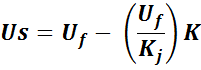 Us = U_f − (U_f / K_j) K